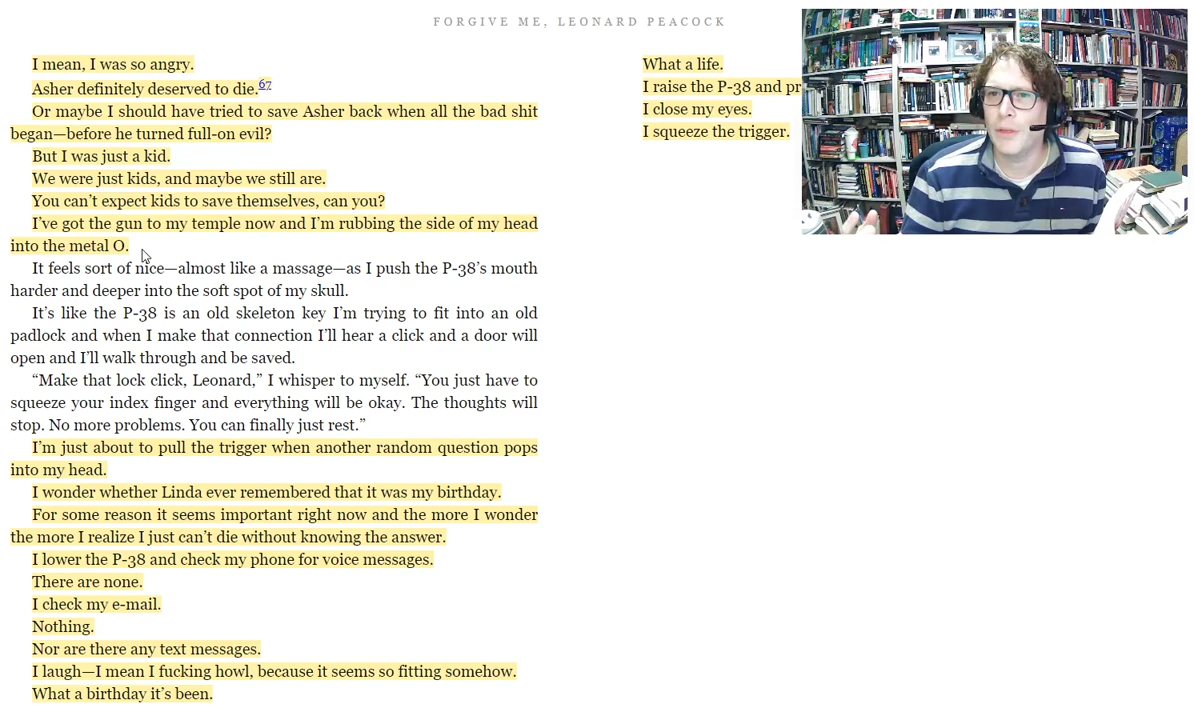 FORGIVE ME, LEONARD PEACOCK
I mean, I was so angry.
Asher definitely deserved to die.67
Or maybe I should have tried to save Asher back when all the bad shit
began—before he turned full-on evil?
But I was just a kid.
We were just kids, and maybe we still are.
You can’t expect kids to save themselves, can you?
I’ve got the gun to my temple now and I’m rubbing the side of my head
into the metal O.
It feels sort of nice—almost like a massage—as I push the P-38’s mouth
harder and deeper into the soft spot of my skull.
It’s like the P-38 is an old skeleton key I’m trying to fit into an old
padlock and when I make that connection I’ll hear a click and a door will
open and I’ll walk through and be saved.
“Make that lock click, Leonard,” I whisper to myself. “You just have to
squeeze your index finger and everything will be okay. The thoughts will
stop. No more problems. You can finally just rest.”
I’m just about to pull the trigger when another random question pops
into my head.
I wonder whether Linda ever remembered that it was my birthday.
For some reason it seems important right now and the more I wonder
the more I realize I just can’t die without knowing the answer.
I lower the P-38 and check my phone for voice messages.
There are none.
I check my e-mail.
Nothing.
Nor are there any text messages.
I laugh—I mean I fucking howl, because it seems so fitting somehow.
What a birthday it’s been.
What a life.
I raise the P-38 and pr
I close my eyes.
I squeeze the trigger.